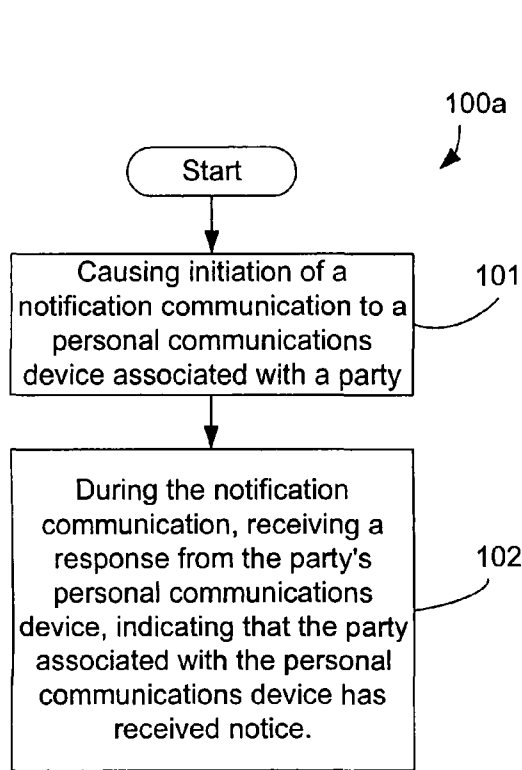 100a
Start
Causing initiation of a
notification communication to a
personal communications
device associated with a party
101
During the notification
communication, receiving a
response from the party's
personal communications
device, indicating that the party
associated with the personal
communications device has
received notice.
102